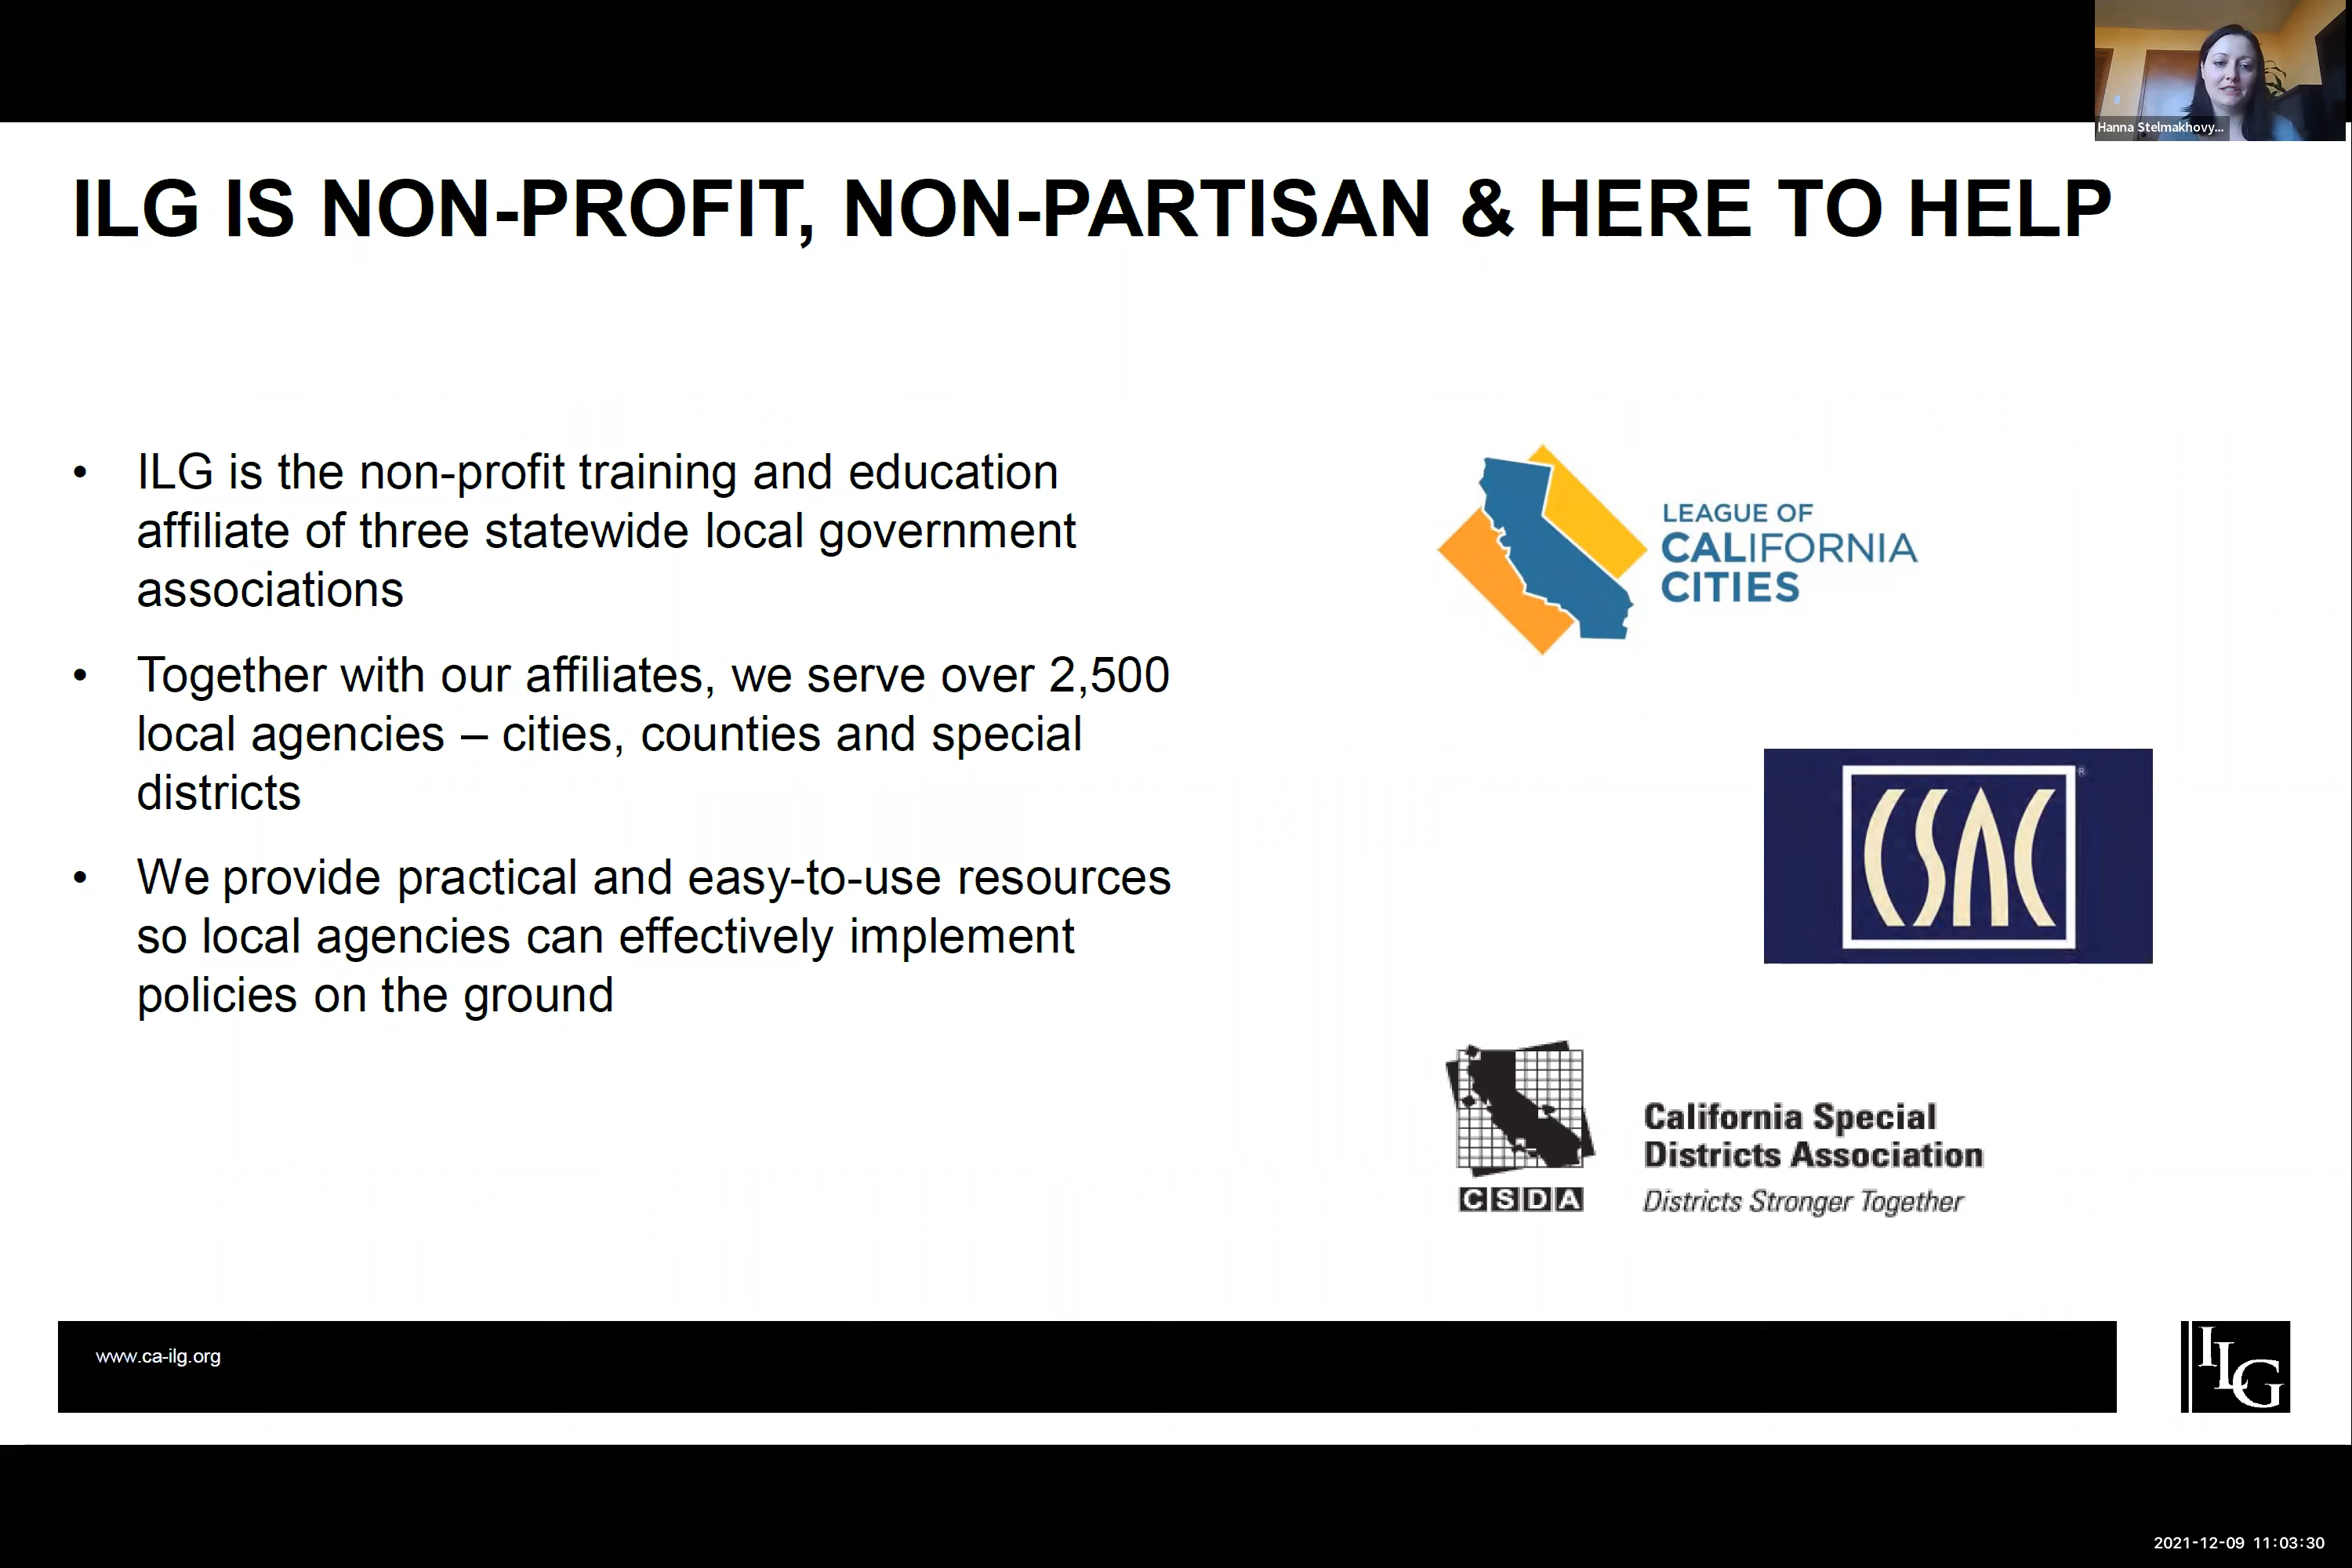 Hanna Stelmakhovy...
ILG IS NON-PROFIT, NON-PARTISAN & HERE TO HELP
• ILG is the non-profit training and education
affiliate of three statewide local government
associations
• Together with our affiliates, we serve over 2,500
local agencies – cities, counties and special
districts
• We provide practical and easy-to-use resources
so local agencies can effectively implement
policies on the ground
LEAGUE OF
CALIFORNIA
CITIES
CSAC®
California Special
Districts Association
Districts Stronger Together
CSDA
www.ca-ilg.org
ILG
2021-12-09 11:03:30